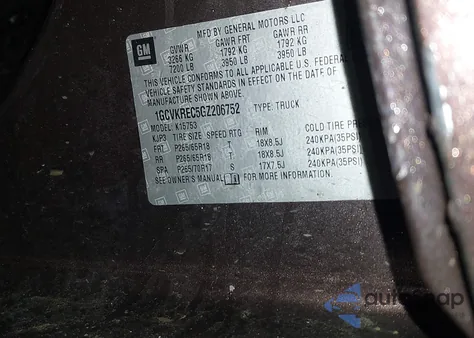 MFD BY GENERAL MOTORS LLC
GM
GVWR GAWR FRT GAWR RR
3266 KG 1792 KG 1792 KG
7200 LB 3950 LB 3950 LB
THIS VEHICLE CONFORMS TO ALL APPLICABLE U.S. FEDERAL
VEHICLE SAFETY STANDARDS IN EFFECT ON THE DATE OF
MANUFACTURE SHOWN ABOVE.
1GCVKREC5GZ206752 TYPE: TRUCK
MODEL: K15753
KJP3 TIRE SIZE SPEED RTG RIM COLD TIRE
FRT P265/65R18 T 18X8.5J 240KPA(35PSI)
RR P265/65R18 T 18X8.5J 240KPA(35PSI)
SPA P265/70R17 S 17X7.5J 240KPA(35PSI)
SEE OWNER'S MANUAL FOR MORE INFORMATION.
autosnap